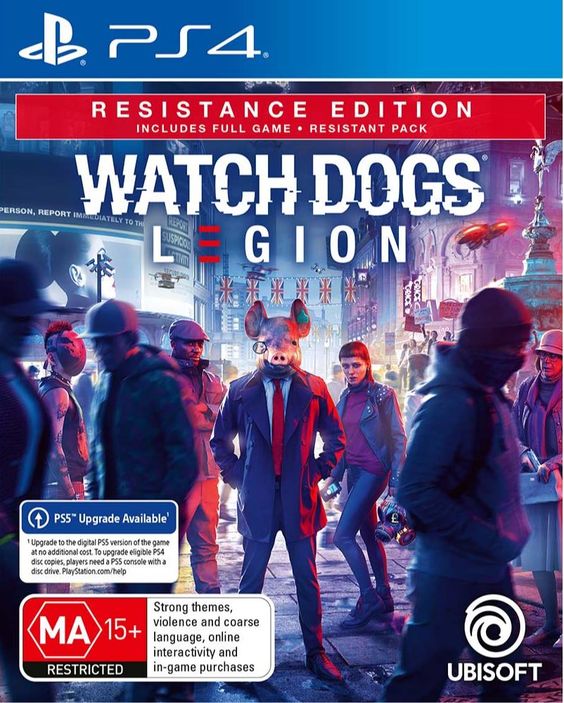 PS4
RESISTANCE EDITION
INCLUDES FULL GAME • RESISTANT PACK
WATCH DOGS®
LEGION
PERSON, REPORT IMMEDIATELY TO TH
REPORT
SUSPICIOUS
ACTIVITY
PS5™ Upgrade Available¹
¹ Upgrade to the digital PS5 version of the game
at no additional cost. To upgrade eligible PS4
disc copies, players need a PS5 console with a
disc drive. PlayStation.com/help
MA 15+
RESTRICTED
Strong themes,
violence and coarse
language, online
interactivity and
in-game purchases
UBISOFT